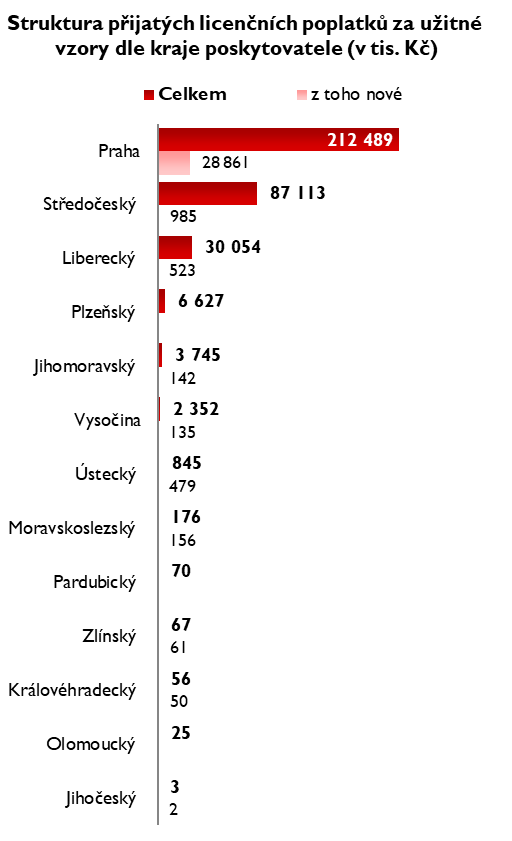 Struktura přijatých licenčních poplatků za užitné
vzory dle kraje poskytovatele (v tis. Kč)
Celkem z toho nové
Praha 212 489
28 861
Středočeský 87 113
985
Liberecký 30 054
523
Plzeňský 6 627
Jihomoravský 3 745
142
Vysočina 2 352
135
Ústecký 845
479
Moravskoslezský 176
156
Pardubický 70
Zlínský 67
61
Královéhradecký 56
50
Olomoucký 25
Jihočeský 3
2